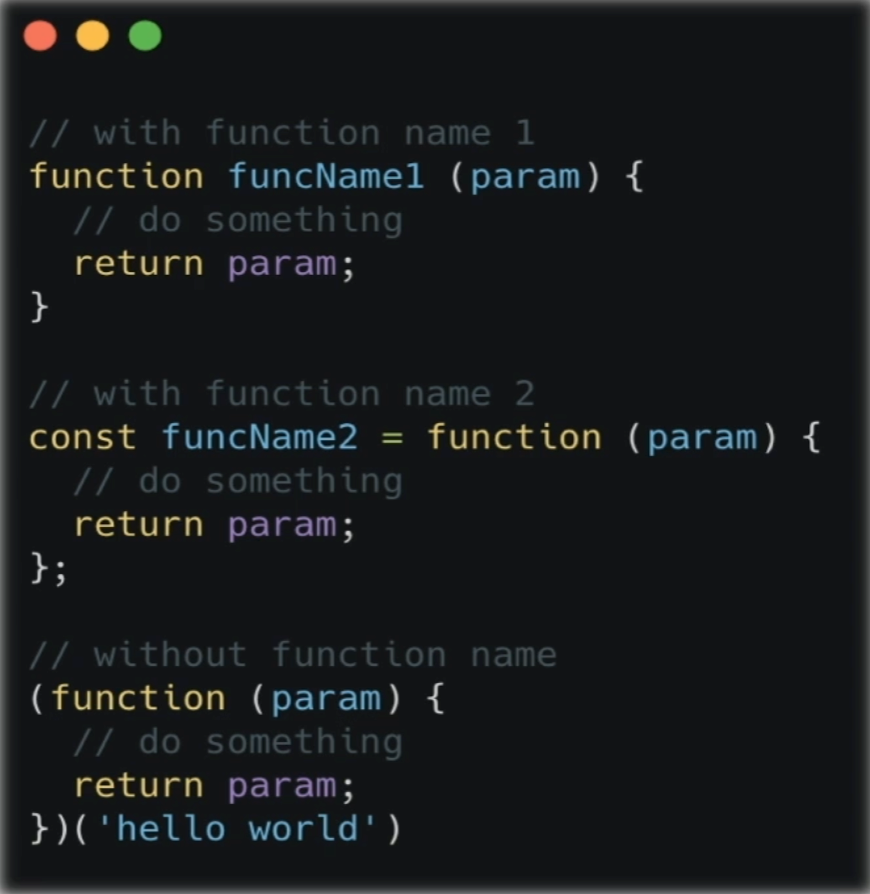 // with function name 1
function funcName1 (param) {
  // do something
  return param;
}

// with function name 2
const funcName2 = function (param) {
  // do something
  return param;
};

// without function name
(function (param) {
  // do something
  return param;
})('hello world')